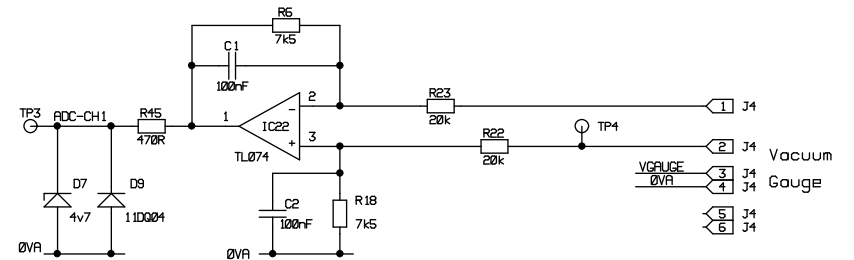 R6
7k5
C1
100nF
TP3
ADC-CH1
R45
470R
1
2
3
-
+
IC22
TL074
R23
20k
1 J4
R22
20k
TP4
2 J4
VGAUGE
3 J4
0VA
4 J4
Vacuum
Gauge
5 J4
6 J4
D7
4v7
D9
11DQ04
C2
100nF
R18
7k5
0VA
0VA